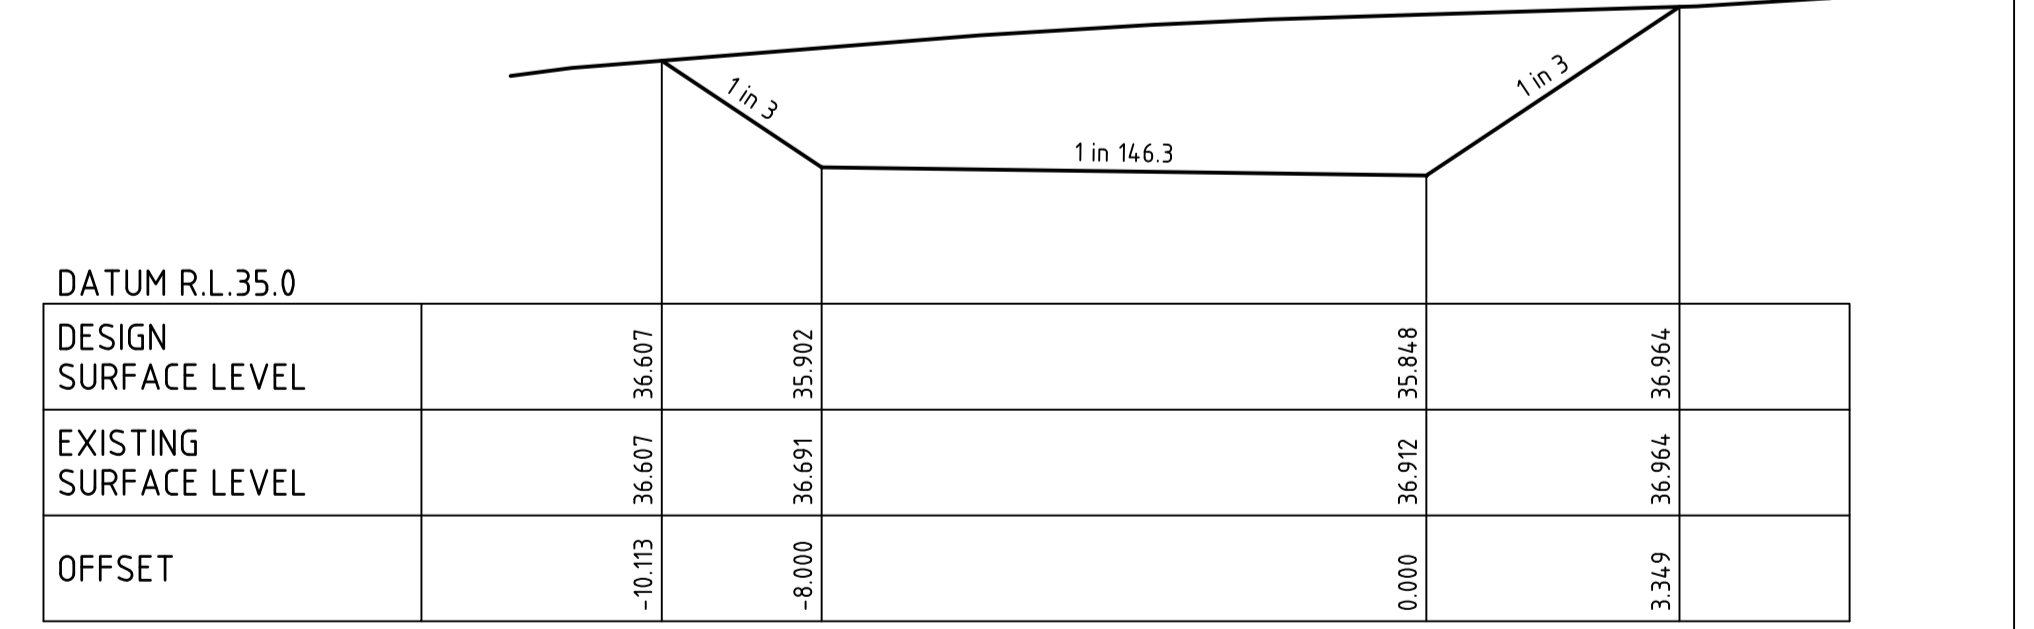 1 in 3
1 in 3
1 in 146.3
DATUM R.L.35.0
DESIGN
SURFACE LEVEL
36.607
35.902
35.848
36.964
EXISTING
SURFACE LEVEL
36.607
36.691
36.912
36.964
OFFSET
-10.113
-8.000
0.000
3.349